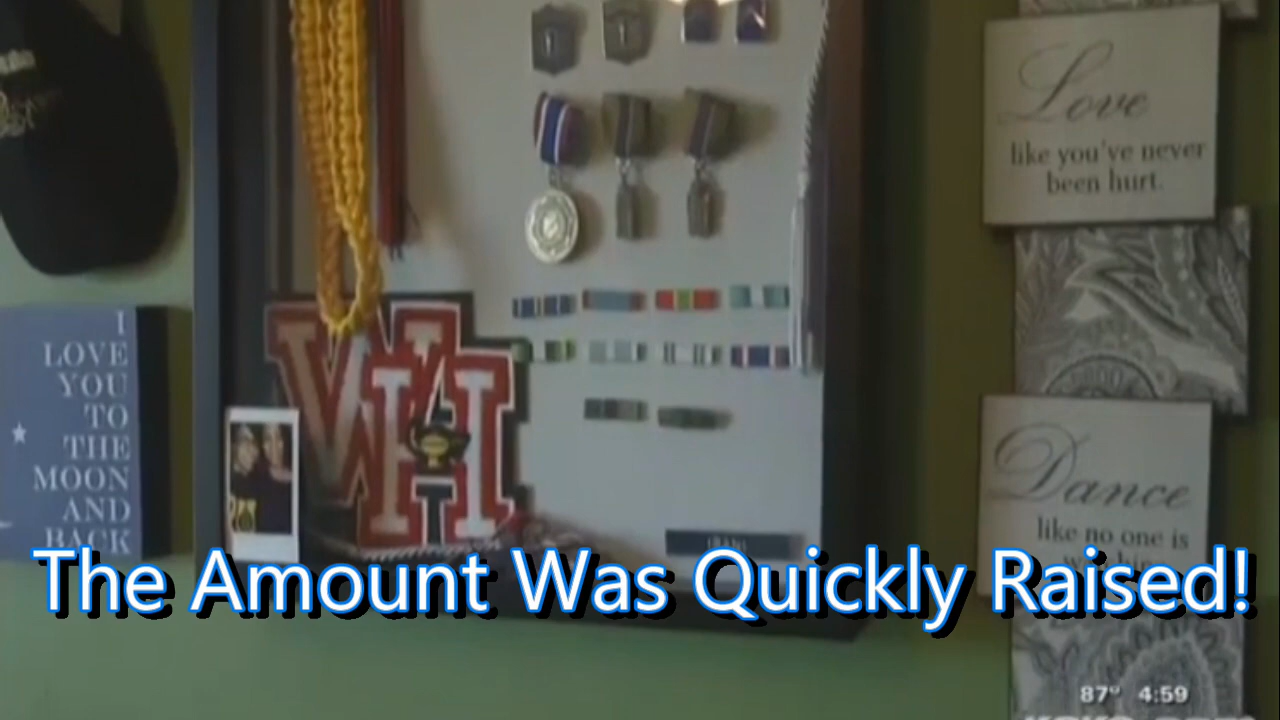 Love
like you've never
been hurt.
I
LOVE
YOU
TO
THE
MOON
AND
BACK
WH
Dance
like no one is
The Amount Was Quickly Raised!
87° 4:59